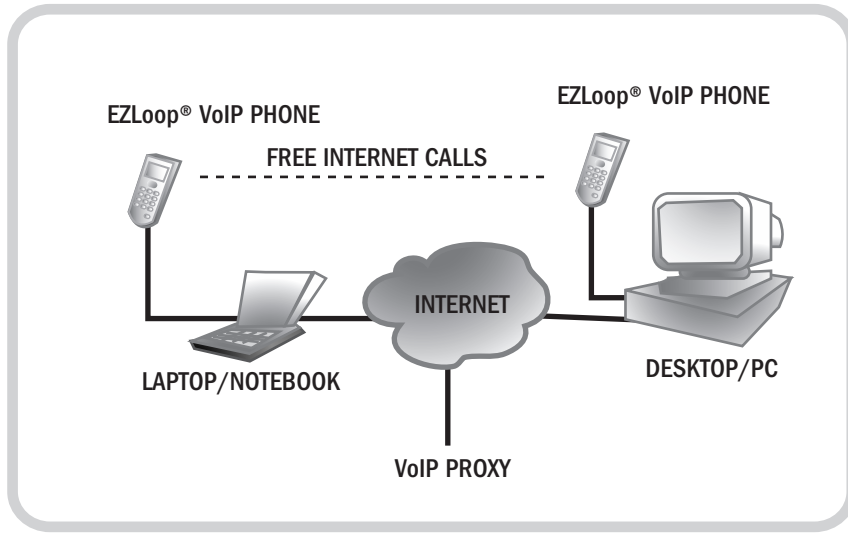 EZLoop® VoIP PHONE
EZLoop® VoIP PHONE
FREE INTERNET CALLS
INTERNET
LAPTOP/NOTEBOOK
DESKTOP/PC
VoIP PROXY